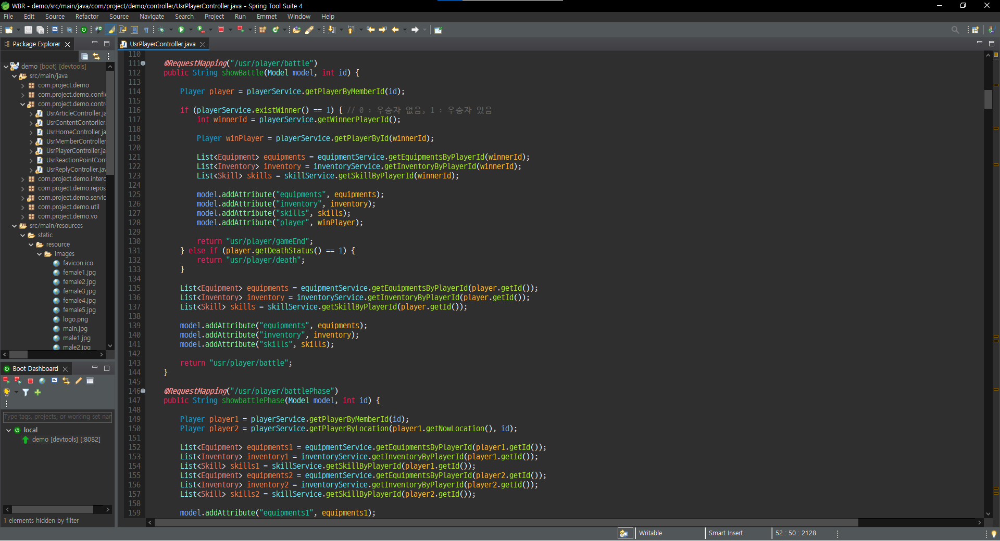 WBR - demo/src/main/java/com/project/demo/controller/UsrPlayerController.java - Spring Tool Suite 4
File Edit Source Refactor Source Navigate Search Project Run Emmet Window Help
Package Explorer
demo [boot] [devtools]
src/main/java
com.project.demo
com.project.demo.confi
com.project.demo.contr
UsrArticleController.ja
UsrContentContorller
UsrHomeController.ja
UsrMemberController
UsrPlayerController.ja
UsrReactionPointCon
UsrReplyController.jav
com.project.demo.interc
com.project.demo.repos
com.project.demo.servic
com.project.demo.util
com.project.demo.vo
src/main/resources
static
resource
images
favicon.ico
female1.jpg
female2.jpg
female3.jpg
female4.jpg
female5.jpg
logo.png
main.jpg
male1.jpg
male2.jpg
Boot Dashboard
Type tags, projects, or working set nar
local
demo [devtools] [:8082]
1 elements hidden by filter
UsrPlayerController.java
110
111 @RequestMapping("/usr/player/battle")
112 public String showBattle(Model model, int id) {
113
114 Player player = playerService.getPlayerByMemberId(id);
115
116 if (playerService.existWinner() == 1) { // 0 : 우승자 없음, 1 : 우승자 있음
117 int winnerId = playerService.getWinnerPlayerId();
118
119 Player winPlayer = playerService.getPlayerById(winnerId);
120
121 List<Equipment> equipments = equipmentService.getEquipmentsByPlayerId(winnerId);
122 List<Inventory> inventory = inventoryService.getInventoryByPlayerId(winnerId);
123 List<Skill> skills = skillService.getSkillByPlayerId(winnerId);
124
125 model.addAttribute("equipments", equipments);
126 model.addAttribute("inventory", inventory);
127 model.addAttribute("skills", skills);
128 model.addAttribute("player", winPlayer);
129
130 return "usr/player/gameEnd";
131 } else if (player.getDeathStatus() == 1) {
132 return "usr/player/death";
133 }
134
135 List<Equipment> equipments = equipmentService.getEquipmentsByPlayerId(player.getId());
136 List<Inventory> inventory = inventoryService.getInventoryByPlayerId(player.getId());
137 List<Skill> skills = skillService.getSkillByPlayerId(player.getId());
138
139 model.addAttribute("equipments", equipments);
140 model.addAttribute("inventory", inventory);
141 model.addAttribute("skills", skills);
142
143 return "usr/player/battle";
144 }
145
146 @RequestMapping("/usr/player/battlePhase")
147 public String showbattlePhase(Model model, int id) {
148
149 Player player1 = playerService.getPlayerByMemberId(id);
150 Player player2 = playerService.getPlayerByLocation(player1.getNowLocation(), id);
151
152 List<Equipment> equipments1 = equipmentService.getEquipmentsByPlayerId(player1.getId());
153 List<Inventory> inventory1 = inventoryService.getInventoryByPlayerId(player1.getId());
154 List<Skill> skills1 = skillService.getSkillByPlayerId(player1.getId());
155 List<Equipment> equipments2 = equipmentService.getEquipmentsByPlayerId(player2.getId());
156 List<Inventory> inventory2 = inventoryService.getInventoryByPlayerId(player2.getId());
157 List<Skill> skills2 = skillService.getSkillByPlayerId(player2.getId());
158
159 model.addAttribute("equipments1", equipments1);
Writable Smart Insert 52 : 50 : 2128